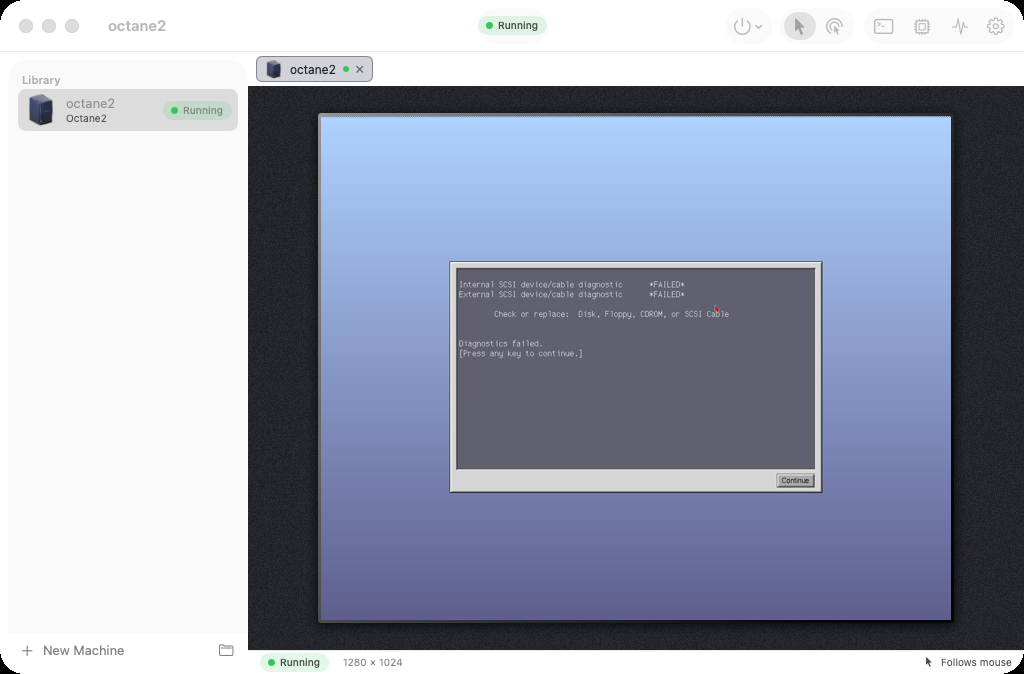 octane2
Running
octane2
Library
octane2
Octane2
Running
Internal SCSI device/cable diagnostic *FAILED*
External SCSI device/cable diagnostic *FAILED*
Check or replace: Disk, Floppy, CDROM, or SCSI Cable
Diagnostics failed.
[Press any key to continue.]
Continue
New Machine
Running
1280 × 1024
Follows mouse